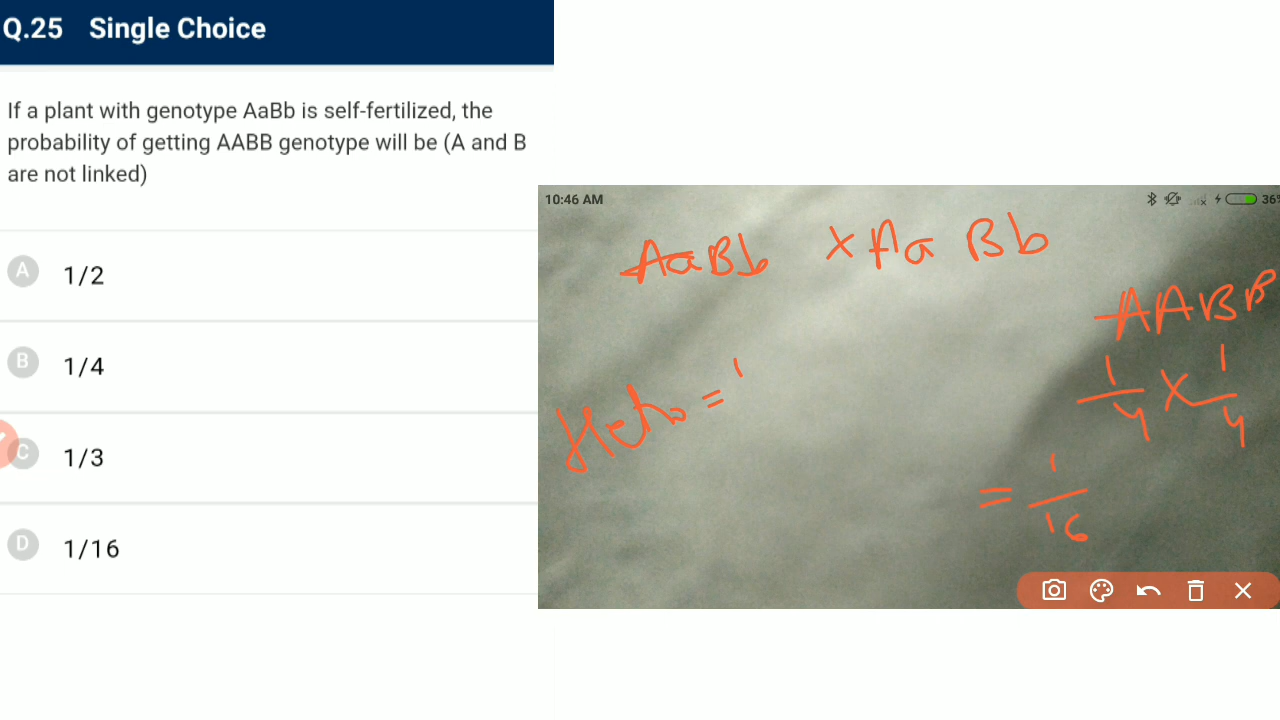 Q.25 Single Choice
If a plant with genotype AaBb is self-fertilized, the
probability of getting AABB genotype will be (A and B
are not linked)
A 1/2
B 1/4
C 1/3
D 1/16
10:46 AM 36%
AaBb × Aa Bb
AABB
1/4 × 1/4
= 1/16
= 1